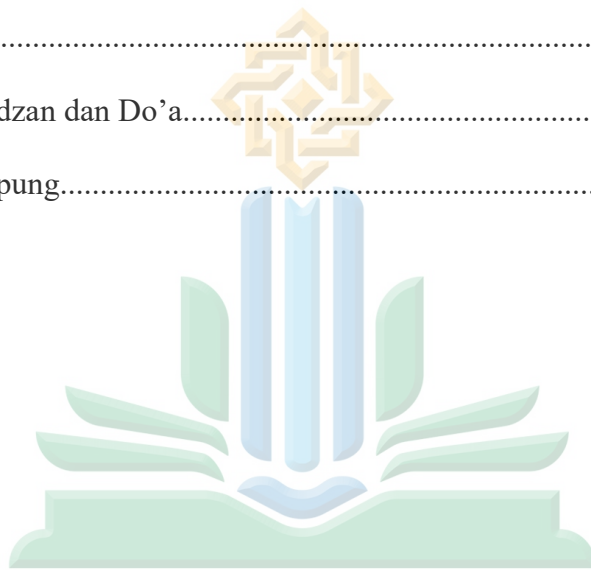 .................................................................................
dzan dan Do’a...................................................
pung...................................................................